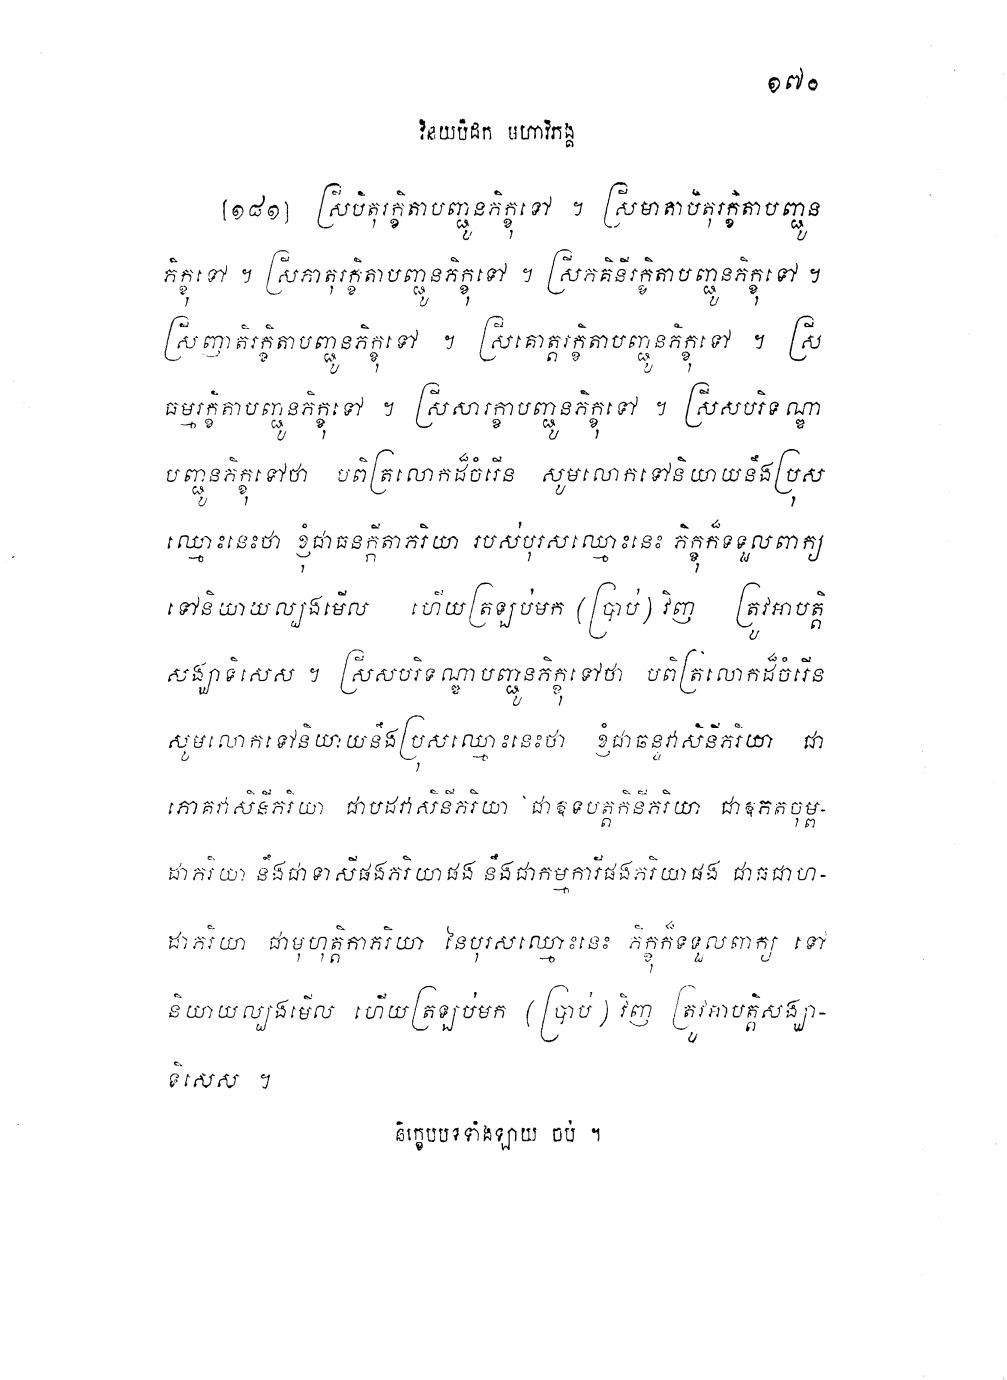 ១៧០
វិនយបិដក មហាវិភង្គ
[១៨១] ស្រីបិតុរក្ខិតាបញ្ជូនភិក្ខុទៅ ។ ស្រីមាតាបិតុរក្ខិតាបញ្ជូន
ភិក្ខុទៅ ។ ស្រីភាតុរក្ខិតាបញ្ជូនភិក្ខុទៅ ។ ស្រីភគិនីរក្ខិតាបញ្ជូនភិក្ខុទៅ ។
ស្រីញាតិរក្ខិតាបញ្ជូនភិក្ខុទៅ ។ ស្រីគោត្តរក្ខិតាបញ្ជូនភិក្ខុទៅ ។ ស្រី
ធម្មរក្ខិតាបញ្ជូនភិក្ខុទៅ ។ ស្រីសារក្ខាបញ្ជូនភិក្ខុទៅ ។ ស្រីសបរិទណ្ឌា
បញ្ជូនភិក្ខុទៅថា បពិត្រលោកដ៏ចំរើន សូមលោកទៅនិយាយនឹងប្រុស
ឈ្មោះនេះថា ខ្ញុំជាធនក្កីតាភរិយា របស់បុរសឈ្មោះនេះ ភិក្ខុក៏ទទួលពាក្យ
ទៅនិយាយល្បងមើល ហើយត្រឡប់មក (ប្រាប់) វិញ ត្រូវអាបត្តិ
សង្ឃាទិសេស ។ ស្រីសបរិទណ្ឌាបញ្ជូនភិក្ខុទៅថា បពិត្រលោកដ៏ចំរើន
សូមលោកទៅនិយាយនឹងប្រុសឈ្មោះនេះថា ខ្ញុំជាឆន្ទវាសិនីភរិយា ជា
ភោគវាសិនីភរិយា ជាបដវាសិនីភរិយា ជាឱទបត្តកិនីភរិយា ជាឱភតចុម្ព-
ដាភរិយា នឹងជាទាសីផងភរិយាផង នឹងជាកម្មការីផងភរិយាផង ជាធជាហ-
ដាភរិយា ជាមុហុត្តិកាភរិយា នៃបុរសឈ្មោះនេះ ភិក្ខុក៏ទទួលពាក្យ ទៅ
និយាយល្បងមើល ហើយត្រឡប់មក (ប្រាប់) វិញ ត្រូវអាបត្តិសង្ឃា-
ទិសេស ។
និក្ខេបបទទាំងឡាយ ចប់ ។